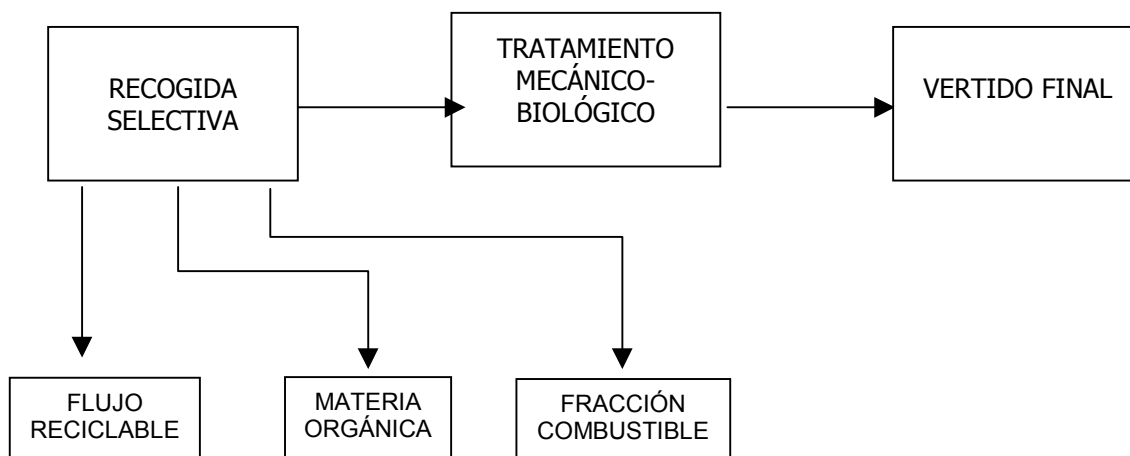 RECOGIDA
SELECTIVA
TRATAMIENTO
MECÁNICO-
BIOLÓGICO
VERTIDO FINAL
FLUJO
RECICLABLE
MATERIA
ORGÁNICA
FRACCIÓN
COMBUSTIBLE